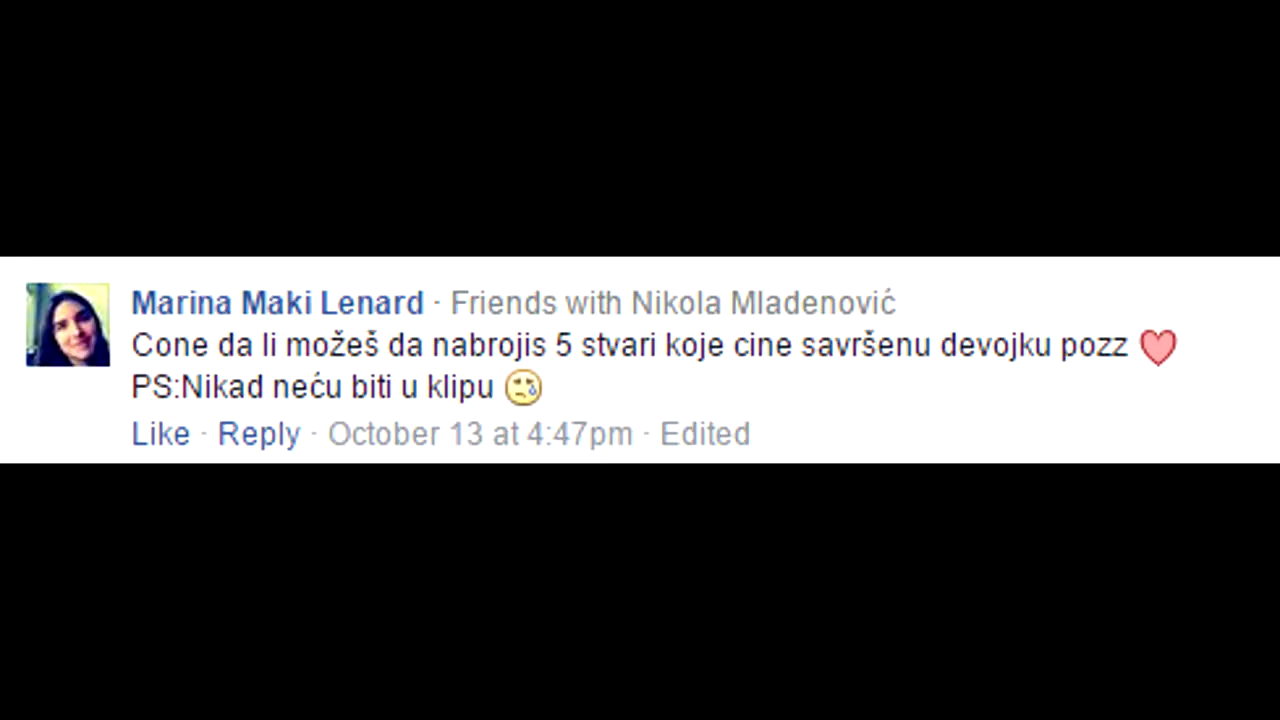 Marina Maki Lenard · Friends with Nikola Mladenović
Cone da li možeš da nabrojis 5 stvari koje cine savršenu devojku pozz
PS:Nikad neću biti u klipu
Like · Reply · October 13 at 4:47pm · Edited